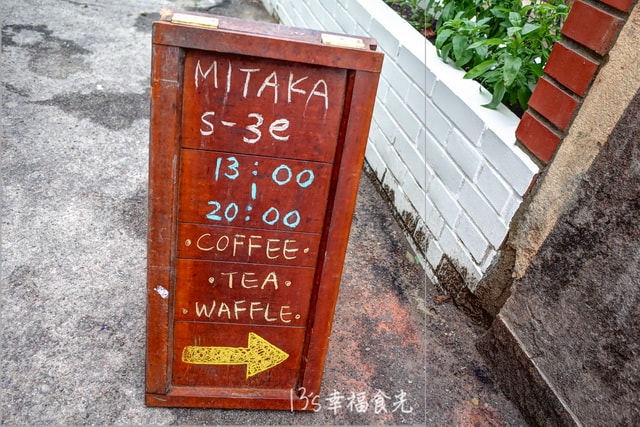 MITAKA
s-3e
13:00
|
20:00
·COFFEE·
·TEA·
·WAFFLE·
13's幸福食光